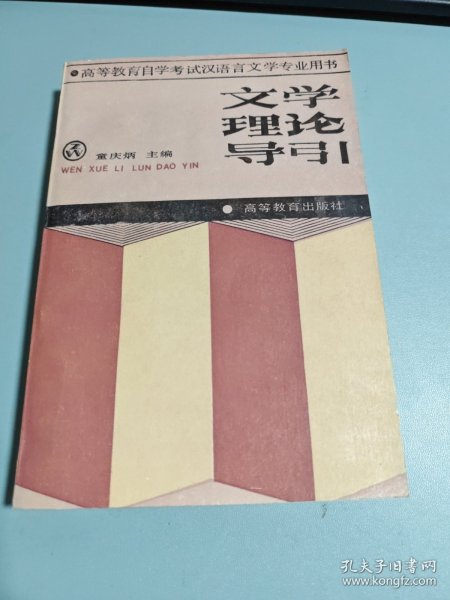 高等教育自学考试汉语言文学专业用书
文学
理论
导引
童庆炳 主编
WEN XUE LI LUN DAO YIN
高等教育出版社
孔夫子旧书网
www.kongfz.com